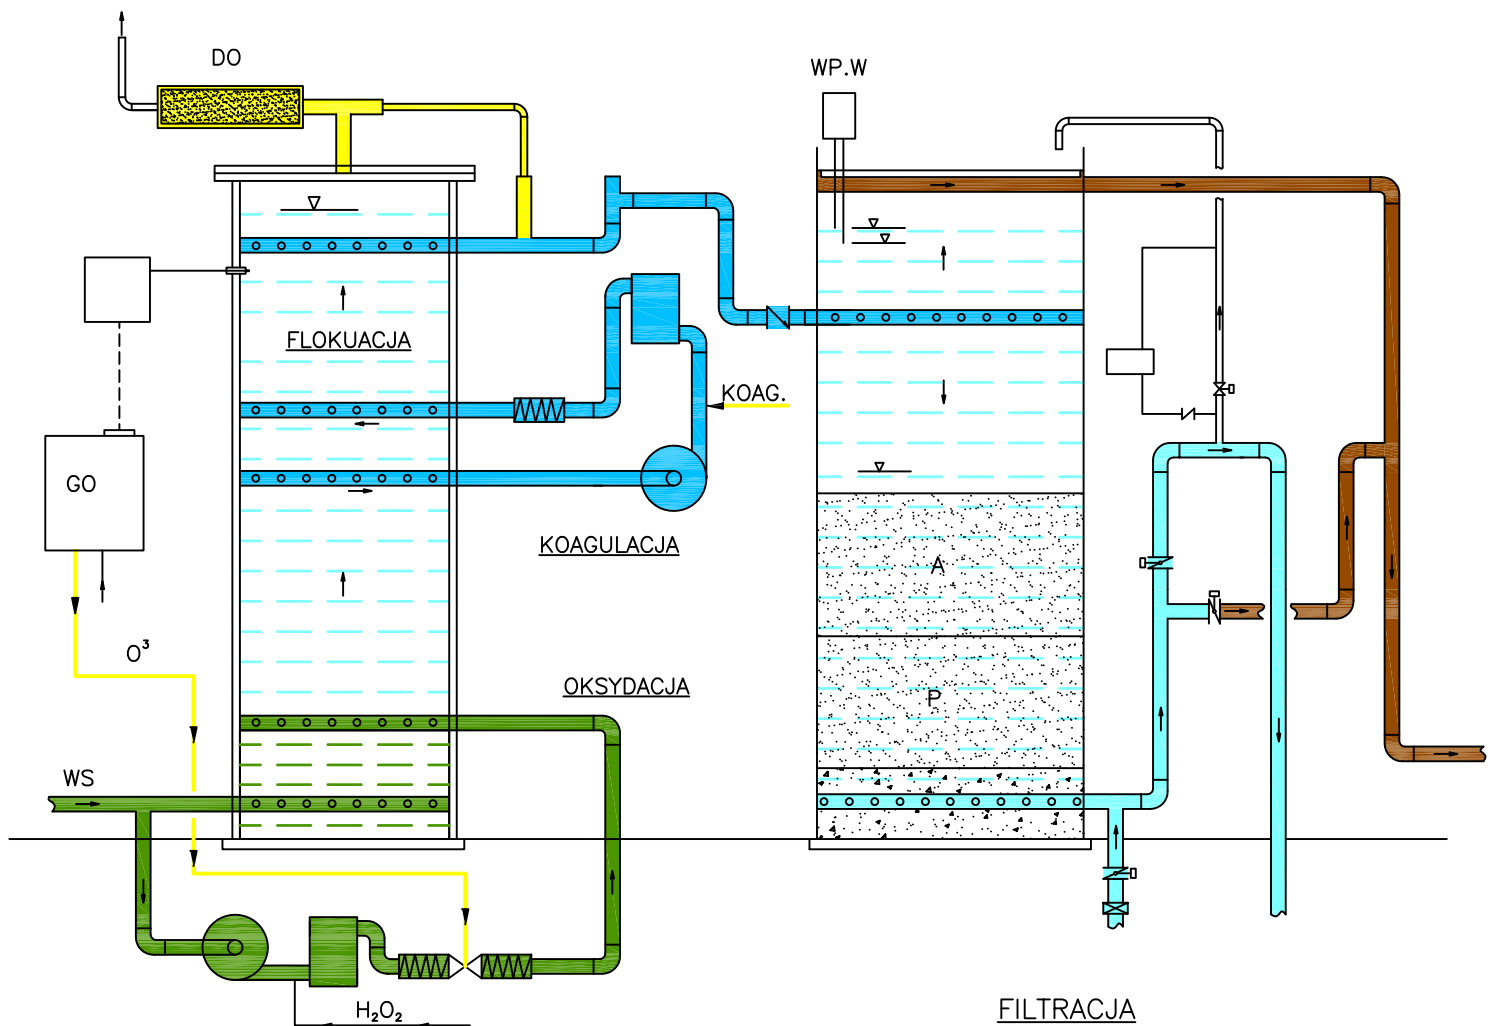 DO
WP.W
FLOKUACJA
KOAG.
GO
KOAGULACJA
A
O³
OKSYDACJA
P
WS
H₂O₂
FILTRACJA